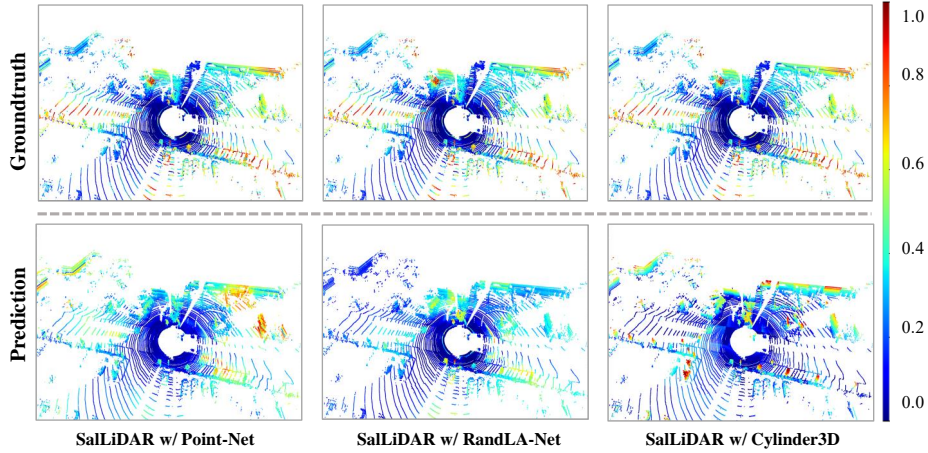 Groundtruth
Prediction
SalLiDAR w/ Point-Net
SalLiDAR w/ RandLA-Net
SalLiDAR w/ Cylinder3D
1.0
0.8
0.6
0.4
0.2
0.0